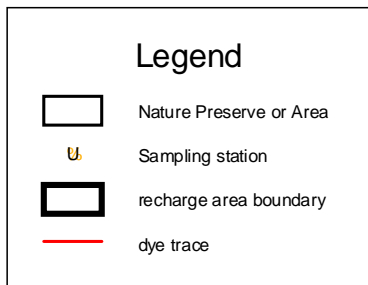 Legend
Nature Preserve or Area
U Sampling station
recharge area boundary
dye trace